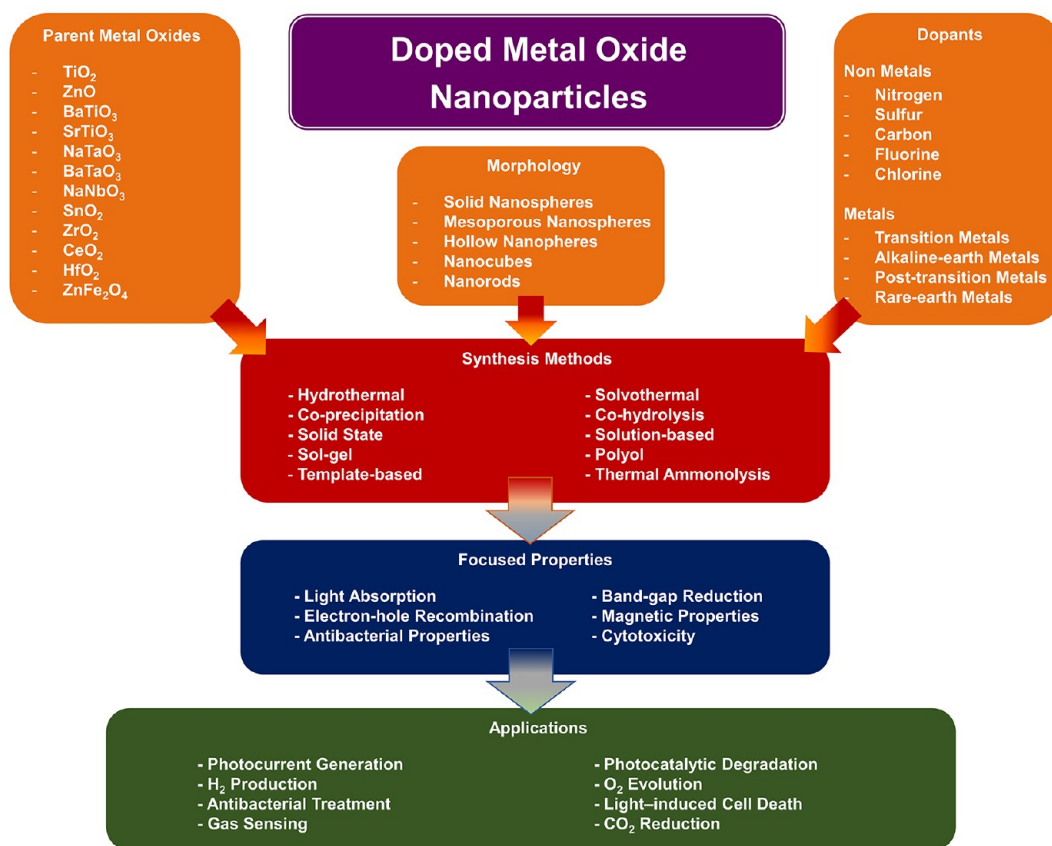 Parent Metal Oxides
- TiO₂
- ZnO
- BaTiO₃
- SrTiO₃
- NaTaO₃
- BaTaO₃
- NaNbO₃
- SnO₂
- ZrO₂
- CeO₂
- HfO₂
- ZnFe₂O₄
Doped Metal Oxide
Nanoparticles
Morphology
- Solid Nanospheres
- Mesoporous Nanospheres
- Hollow Nanopheres
- Nanocubes
- Nanorods
Dopants
Non Metals
- Nitrogen
- Sulfur
- Carbon
- Fluorine
- Chlorine
Metals
- Transition Metals
- Alkaline-earth Metals
- Post-transition Metals
- Rare-earth Metals
Synthesis Methods
- Hydrothermal
- Co-precipitation
- Solid State
- Sol-gel
- Template-based
- Solvothermal
- Co-hydrolysis
- Solution-based
- Polyol
- Thermal Ammonolysis
Focused Properties
- Light Absorption
- Electron-hole Recombination
- Antibacterial Properties
- Band-gap Reduction
- Magnetic Properties
- Cytotoxicity
Applications
- Photocurrent Generation
- H₂ Production
- Antibacterial Treatment
- Gas Sensing
- Photocatalytic Degradation
- O₂ Evolution
- Light–induced Cell Death
- CO₂ Reduction